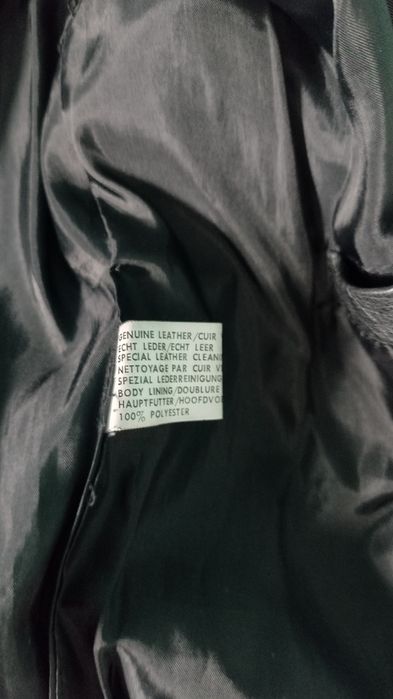 GENUINE LEATHER/CUIR
ECHT LEDER/ECHT LEER
SPECIAL LEATHER CLEANI
NETTOYAGE PAR CUIR V
SPEZIAL LEDERREINIGUNG
BODY LINING/DOUBLURE
HAUPTFUTTER/HOOFDVO
100% POLYESTER